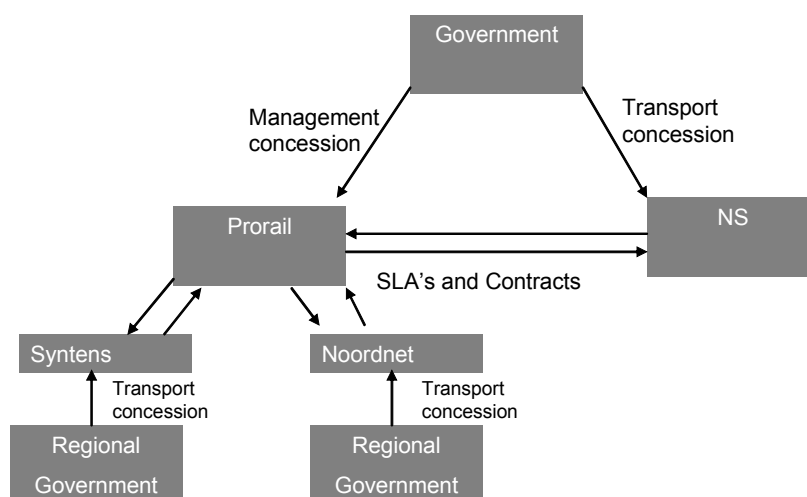 Government
Management
concession
Transport
concession
Prorail
NS
SLA's and Contracts
Syntens
Noordnet
Transport
concession
Transport
concession
Regional
Government
Regional
Government